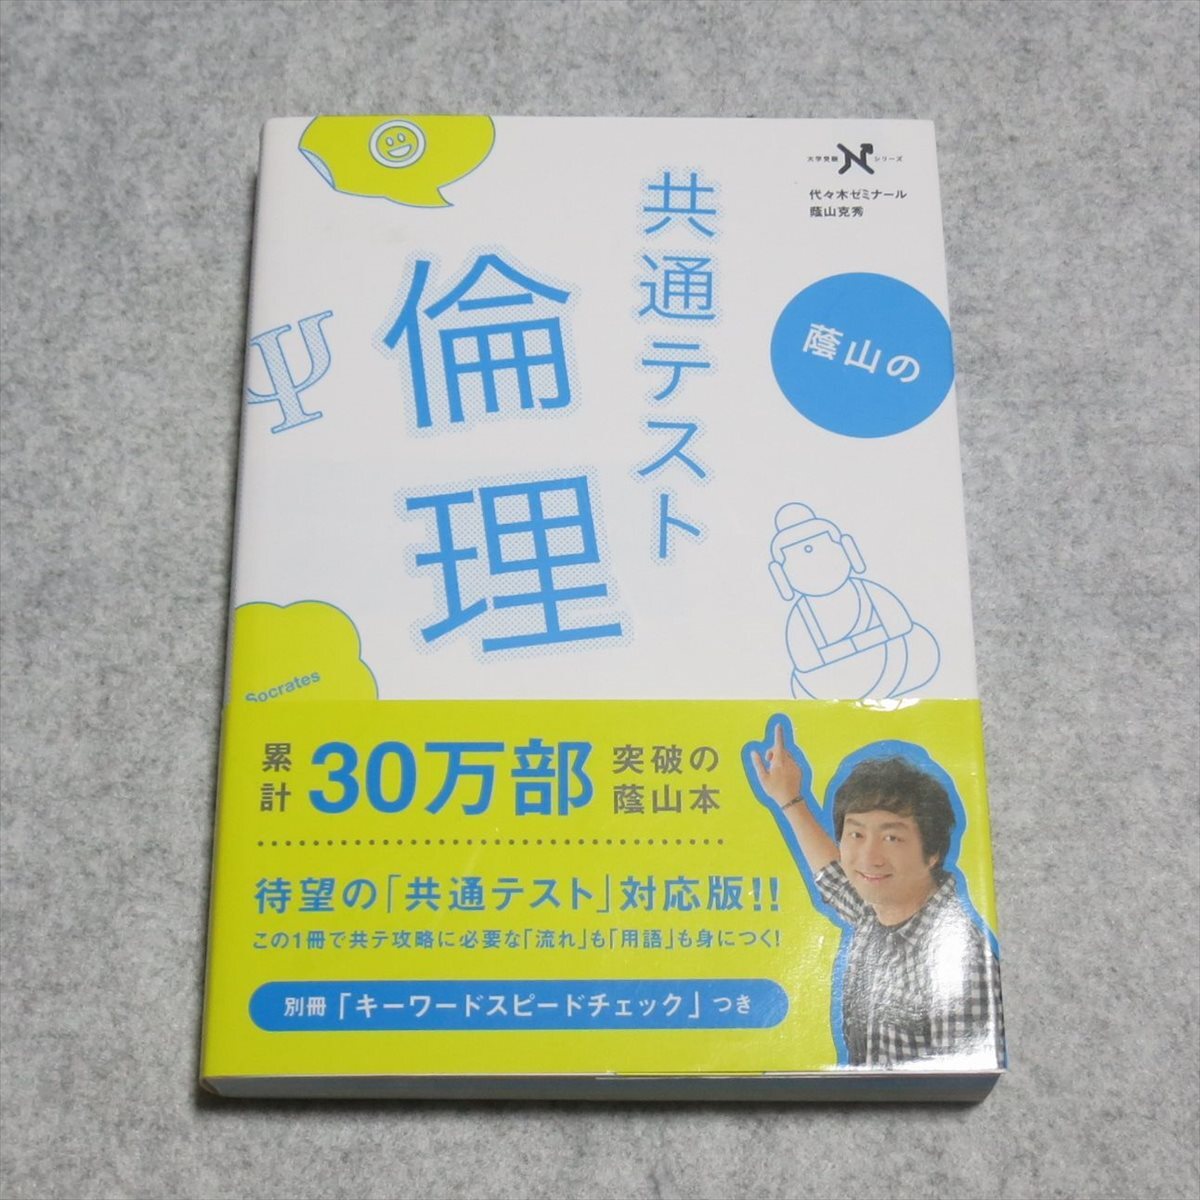 大学受験 N シリーズ
代々木ゼミナール
蔭山克秀
蔭山の
共通テスト
倫理
Ψ
Socrates
累計
30万部
突破の
蔭山本
待望の「共通テスト」対応版!!
この1冊で共テ攻略に必要な「流れ」も「用語」も身につく!
別冊「キーワードスピードチェック」つき